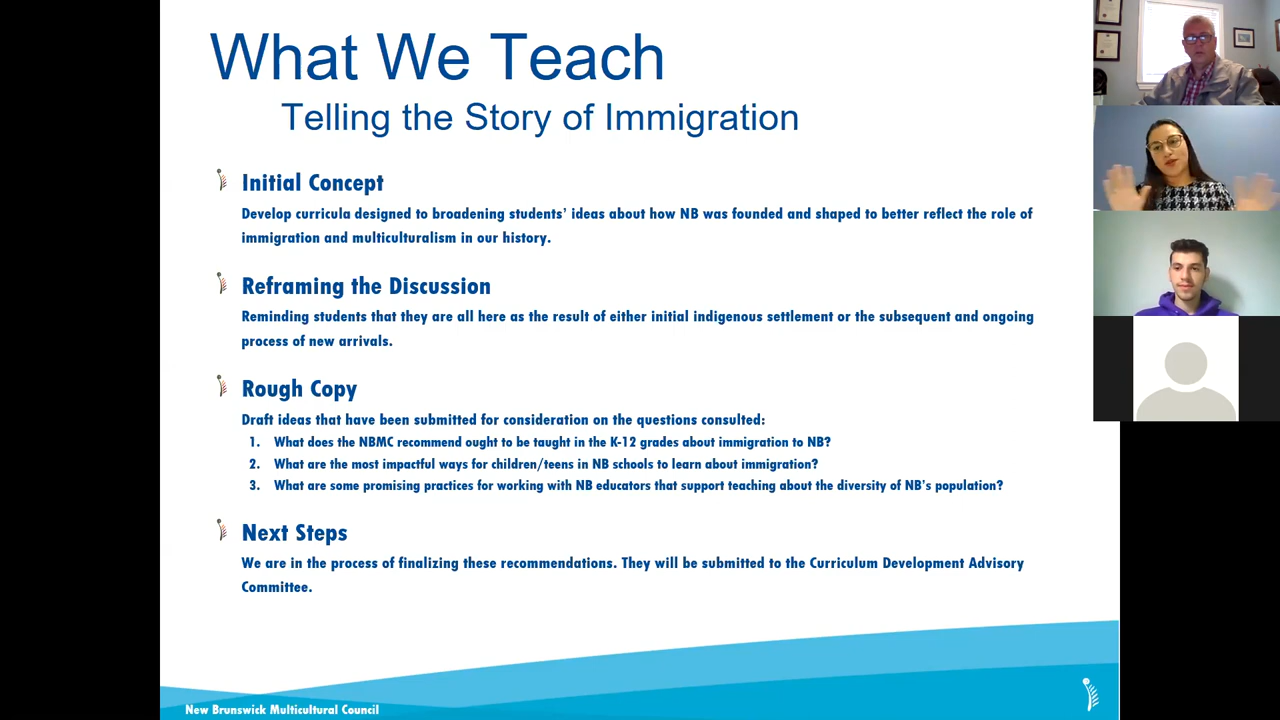 What We Teach
Telling the Story of Immigration
Initial Concept
Develop curricula designed to broadening students' ideas about how NB was founded and shaped to better reflect the role of
immigration and multiculturalism in our history.
Reframing the Discussion
Reminding students that they are all here as the result of either initial indigenous settlement or the subsequent and ongoing
process of new arrivals.
Rough Copy
Draft ideas that have been submitted for consideration on the questions consulted:
1. What does the NBMC recommend ought to be taught in the K-12 grades about immigration to NB?
2. What are the most impactful ways for children/teens in NB schools to learn about immigration?
3. What are some promising practices for working with NB educators that support teaching about the diversity of NB's population?
Next Steps
We are in the process of finalizing these recommendations. They will be submitted to the Curriculum Development Advisory
Committee.
New Brunswick Multicultural Council